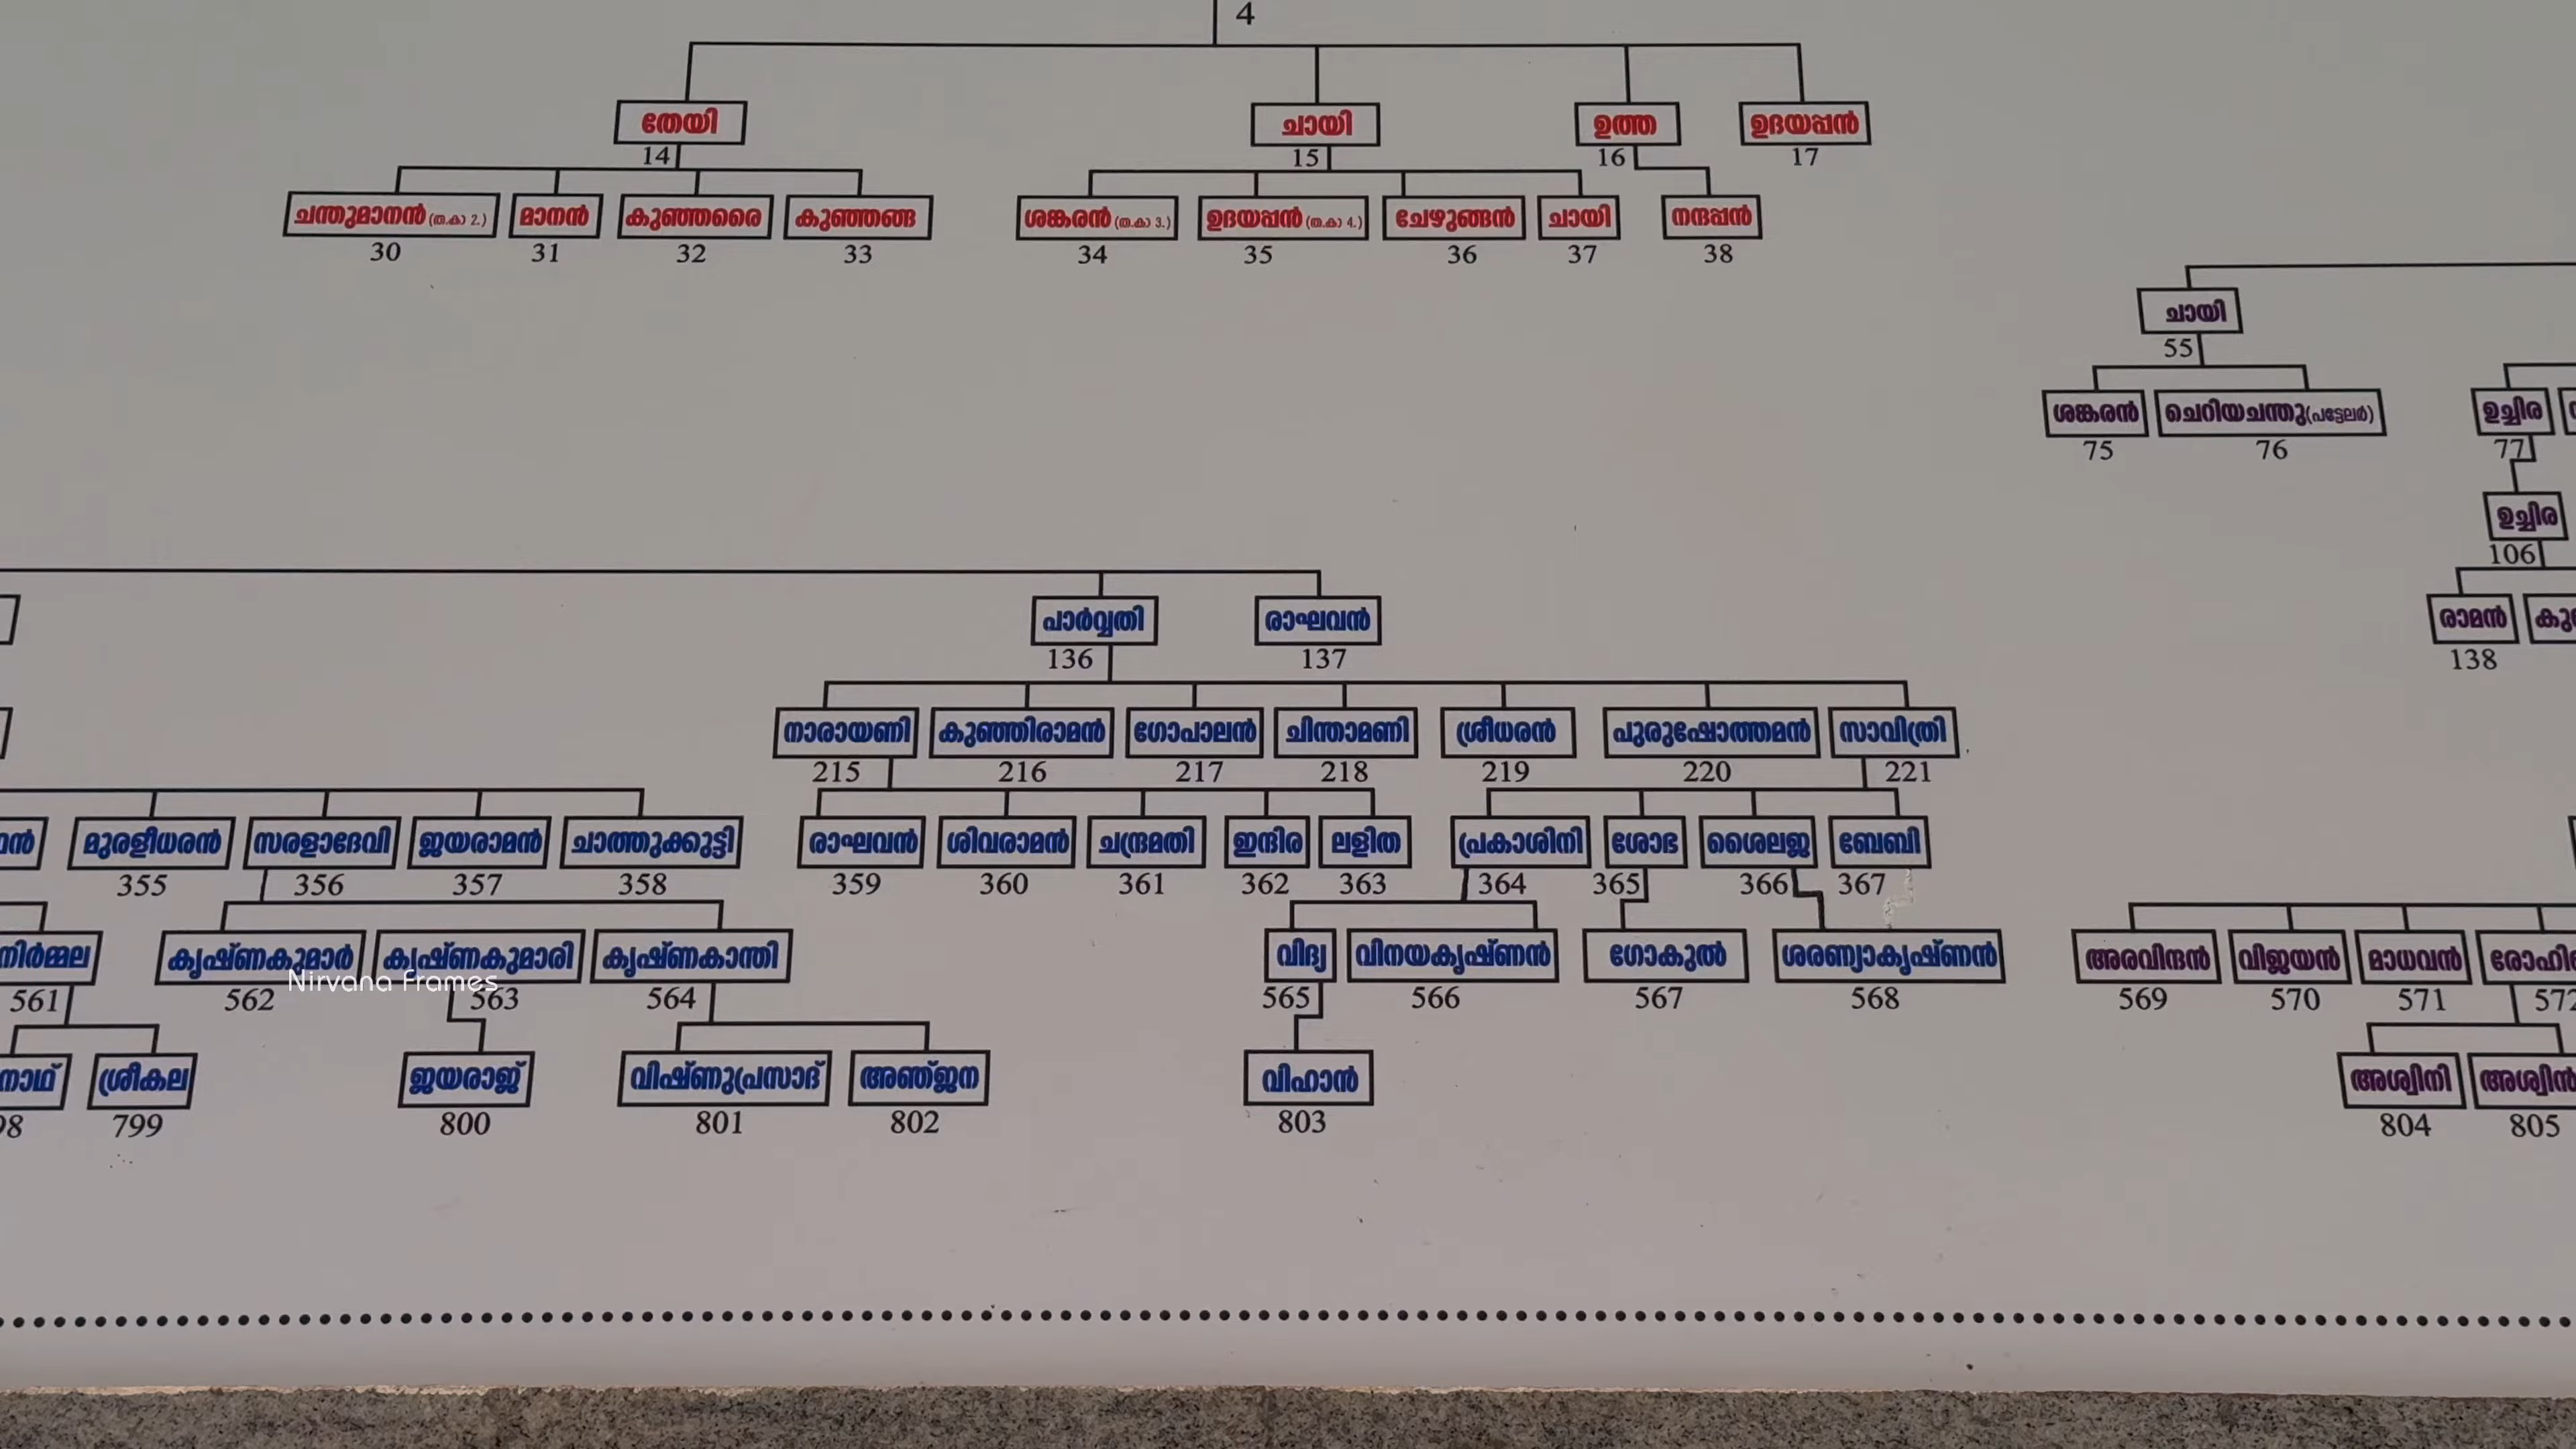 4
തേയി ചായി ഉത്ത ഉദയപ്പൻ
14 15 16 17
ചന്തുമാനൻ (ത.കാ 2.) മാനൻ കുഞ്ഞരൈ കുഞ്ഞങ്ങ ശങ്കരൻ (ത.കാ 3.) ഉദയപ്പൻ (ത.കാ 4.) ചേഴുങ്ങൻ ചായി നന്ദപ്പൻ
30 31 32 33 34 35 36 37 38
ചായി
55
ശങ്കരൻ ചെറിയചന്തു (പട്ടേലർ) ഉച്ചിര
75 76 77
ഉച്ചിര
106
പാർവ്വതി രാഘവൻ രാമൻ
136 137 138
നാരായണി കുഞ്ഞിരാമൻ ഗോപാലൻ ചിന്താമണി ശ്രീധരൻ പുരുഷോത്തമൻ സാവിത്രി
215 216 217 218 219 220 221
മുരളീധരൻ സരളാദേവി ജയരാമൻ ചാത്തുക്കുട്ടി രാഘവൻ ശിവരാമൻ ചന്ദ്രമതി ഇന്ദിര ലളിത പ്രകാശിനി ശോഭ ശൈലജ ബേബി
355 356 357 358 359 360 361 362 363 364 365 366 367
നിർമ്മല കൃഷ്ണകുമാർ കൃഷ്ണകുമാരി കൃഷ്ണകാന്തി വിദ്യ വിനയകൃഷ്ണൻ ഗോകുൽ ശരണ്യാകൃഷ്ണൻ അരവിന്ദൻ വിജയൻ മാധവൻ
Nirvana Frames
561 562 563 564 565 566 567 568 569 570 571 572
നാഥ് ശ്രീകല ജയരാജ് വിഷ്ണുപ്രസാദ് അഞ്ജന വിഹാൻ അശ്വിനി അശ്വിൻ
98 799 800 801 802 803 804 805